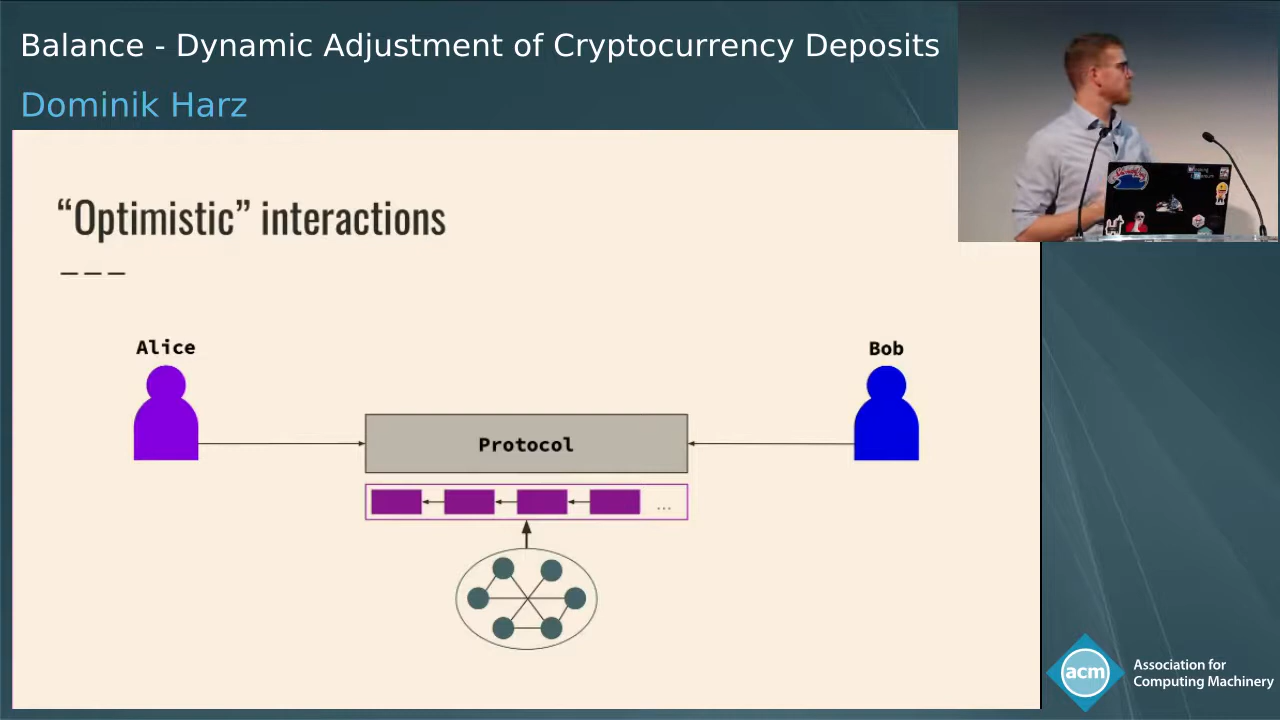 Balance - Dynamic Adjustment of Cryptocurrency Deposits
Dominik Harz
“Optimistic” interactions
Alice
Bob
Protocol
...
acm
Association for
Computing Machinery